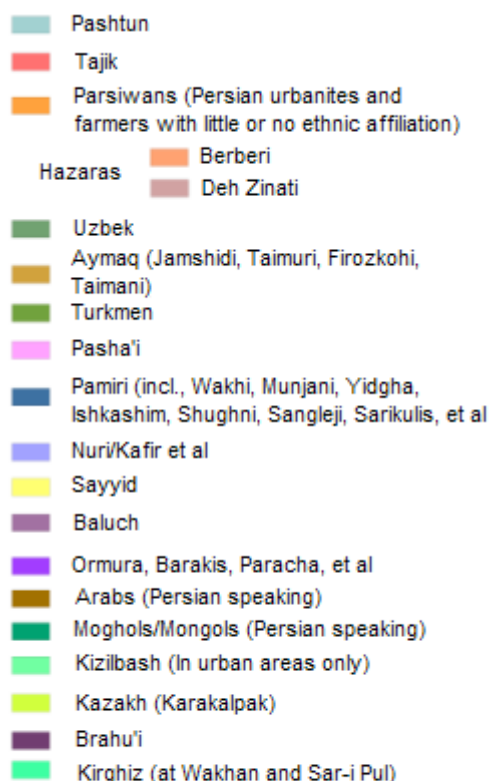 Pashtun
Tajik
Parsiwans (Persian urbanites and
farmers with little or no ethnic affiliation)
Hazaras
Berberi
Deh Zinati
Uzbek
Aymaq (Jamshidi, Taimuri, Firozkohi,
Taimani)
Turkmen
Pasha'i
Pamiri (incl., Wakhi, Munjani, Yidgha,
Ishkashim, Shughni, Sangleji, Sarikulis, et al
Nuri/Kafir et al
Sayyid
Baluch
Ormura, Barakis, Paracha, et al
Arabs (Persian speaking)
Moghols/Mongols (Persian speaking)
Kizilbash (In urban areas only)
Kazakh (Karakalpak)
Brahu'i
Kirghiz (at Wakhan and Sar-i Pul)